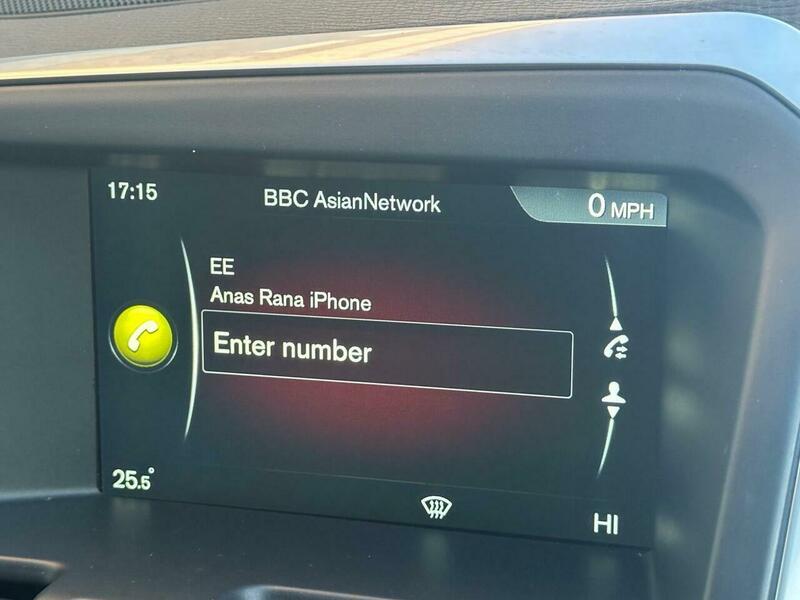 17:15
BBC AsianNetwork
0 MPH
EE
Anas Rana iPhone
Enter number
25.5°
HI